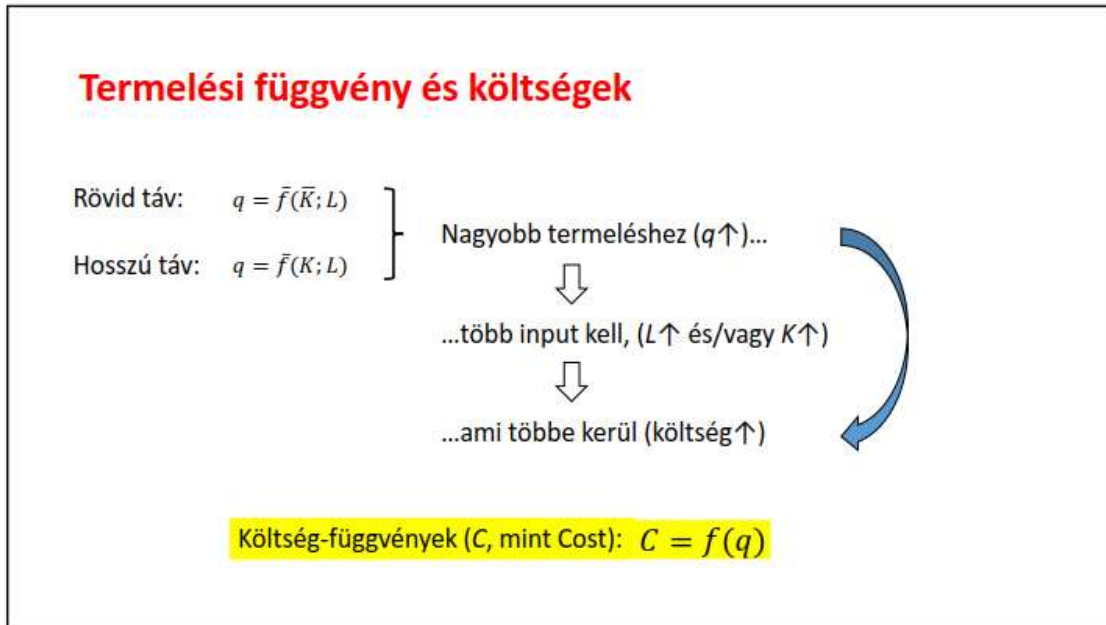 Termelési függvény és költségek
Rövid táv: q = f̄(K̄; L)
Hosszú táv: q = f̄(K; L)
Nagyobb termeléshez (q↑)...
...több input kell, (L↑ és/vagy K↑)
...ami többe kerül (költség↑)
Költség-függvények (C, mint Cost): C = f(q)